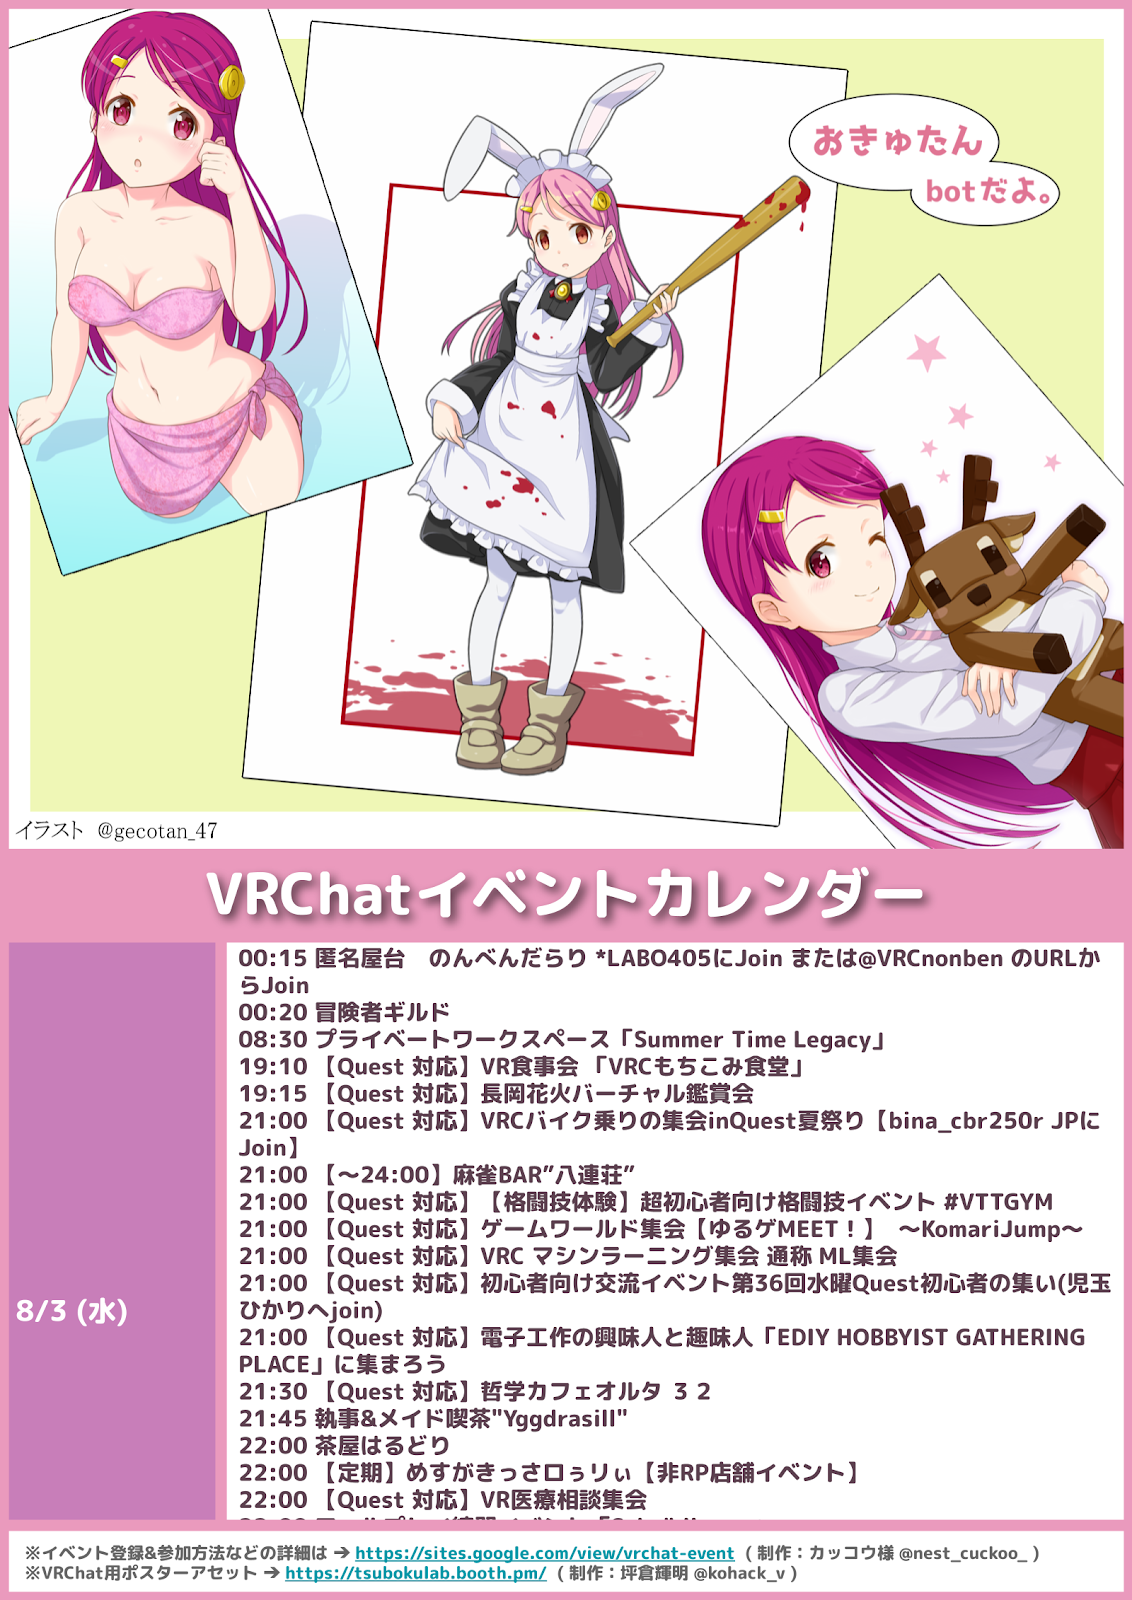 おきゅたん
botだよ。
イラスト @gecotan_47
VRChatイベントカレンダー
8/3 (水)
00:15 匿名屋台　のんべんだらり *LABO405にJoin または@VRCnonben のURLか
らJoin
00:20 冒険者ギルド
08:30 プライベートワークスペース「Summer Time Legacy」
19:10 【Quest 対応】VR食事会 「VRCもちこみ食堂」
19:15 【Quest 対応】長岡花火バーチャル鑑賞会
21:00 【Quest 対応】VRCバイク乗りの集会inQuest夏祭り【bina_cbr250r JPに
Join】
21:00 【～24:00】麻雀BAR”八連荘”
21:00 【Quest 対応】【格闘技体験】超初心者向け格闘技イベント #VTTGYM
21:00 【Quest 対応】ゲームワールド集会【ゆるゲMEET！】 ～KomariJump～
21:00 【Quest 対応】VRC マシンラーニング集会 通称 ML集会
21:00 【Quest 対応】初心者向け交流イベント第36回水曜Quest初心者の集い(児玉
ひかりへjoin)
21:00 【Quest 対応】電子工作の興味人と趣味人「EDIY HOBBYIST GATHERING
PLACE」に集まろう
21:30 【Quest 対応】哲学カフェオルタ ３２
21:45 執事&メイド喫茶"Yggdrasill"
22:00 茶屋はるどり
22:00 【定期】めすがきっさロぅリぃ【非RP店舗イベント】
22:00 【Quest 対応】VR医療相談集会
※イベント登録&参加方法などの詳細は → https://sites.google.com/view/vrchat-event （ 制作：カッコウ様 @nest_cuckoo_ ）
※VRChat用ポスターアセット → https://tsubokulab.booth.pm/ （ 制作：坪倉輝明 @kohack_v ）